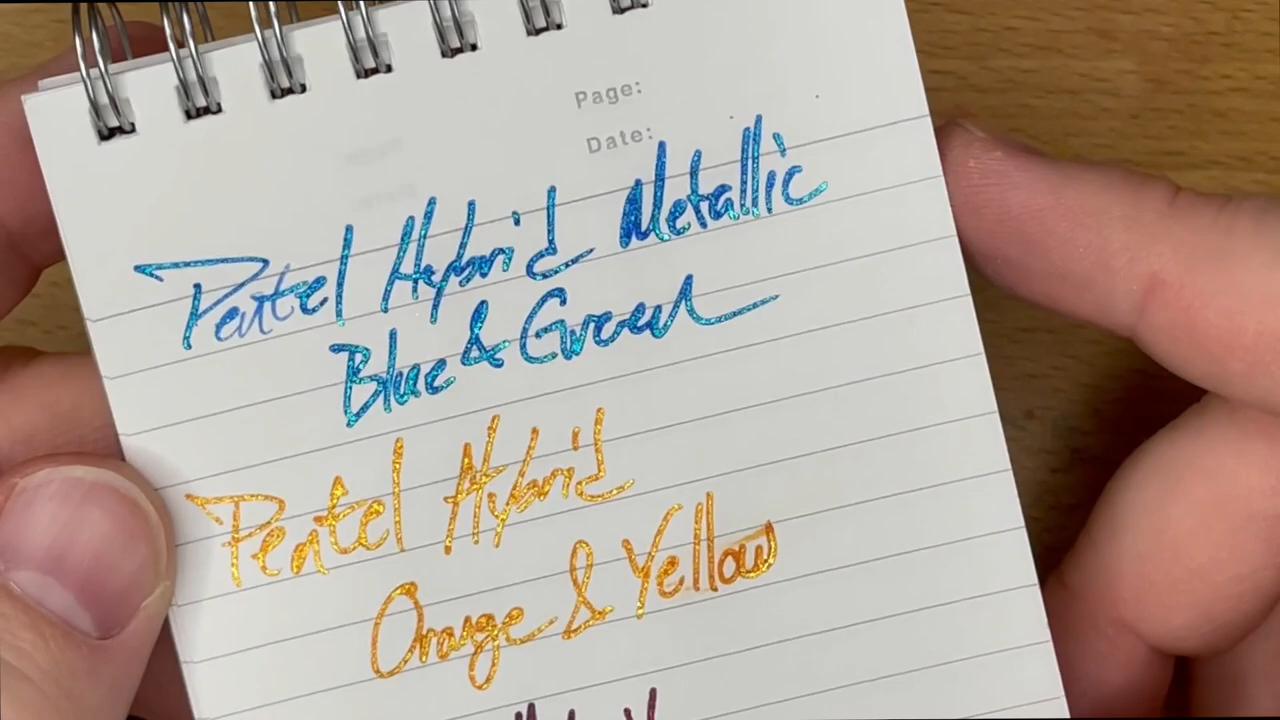 Page:
Date:
Pentel Hybrid Metallic
Blue & Green
Pentel Hybrid
Orange & Yellow